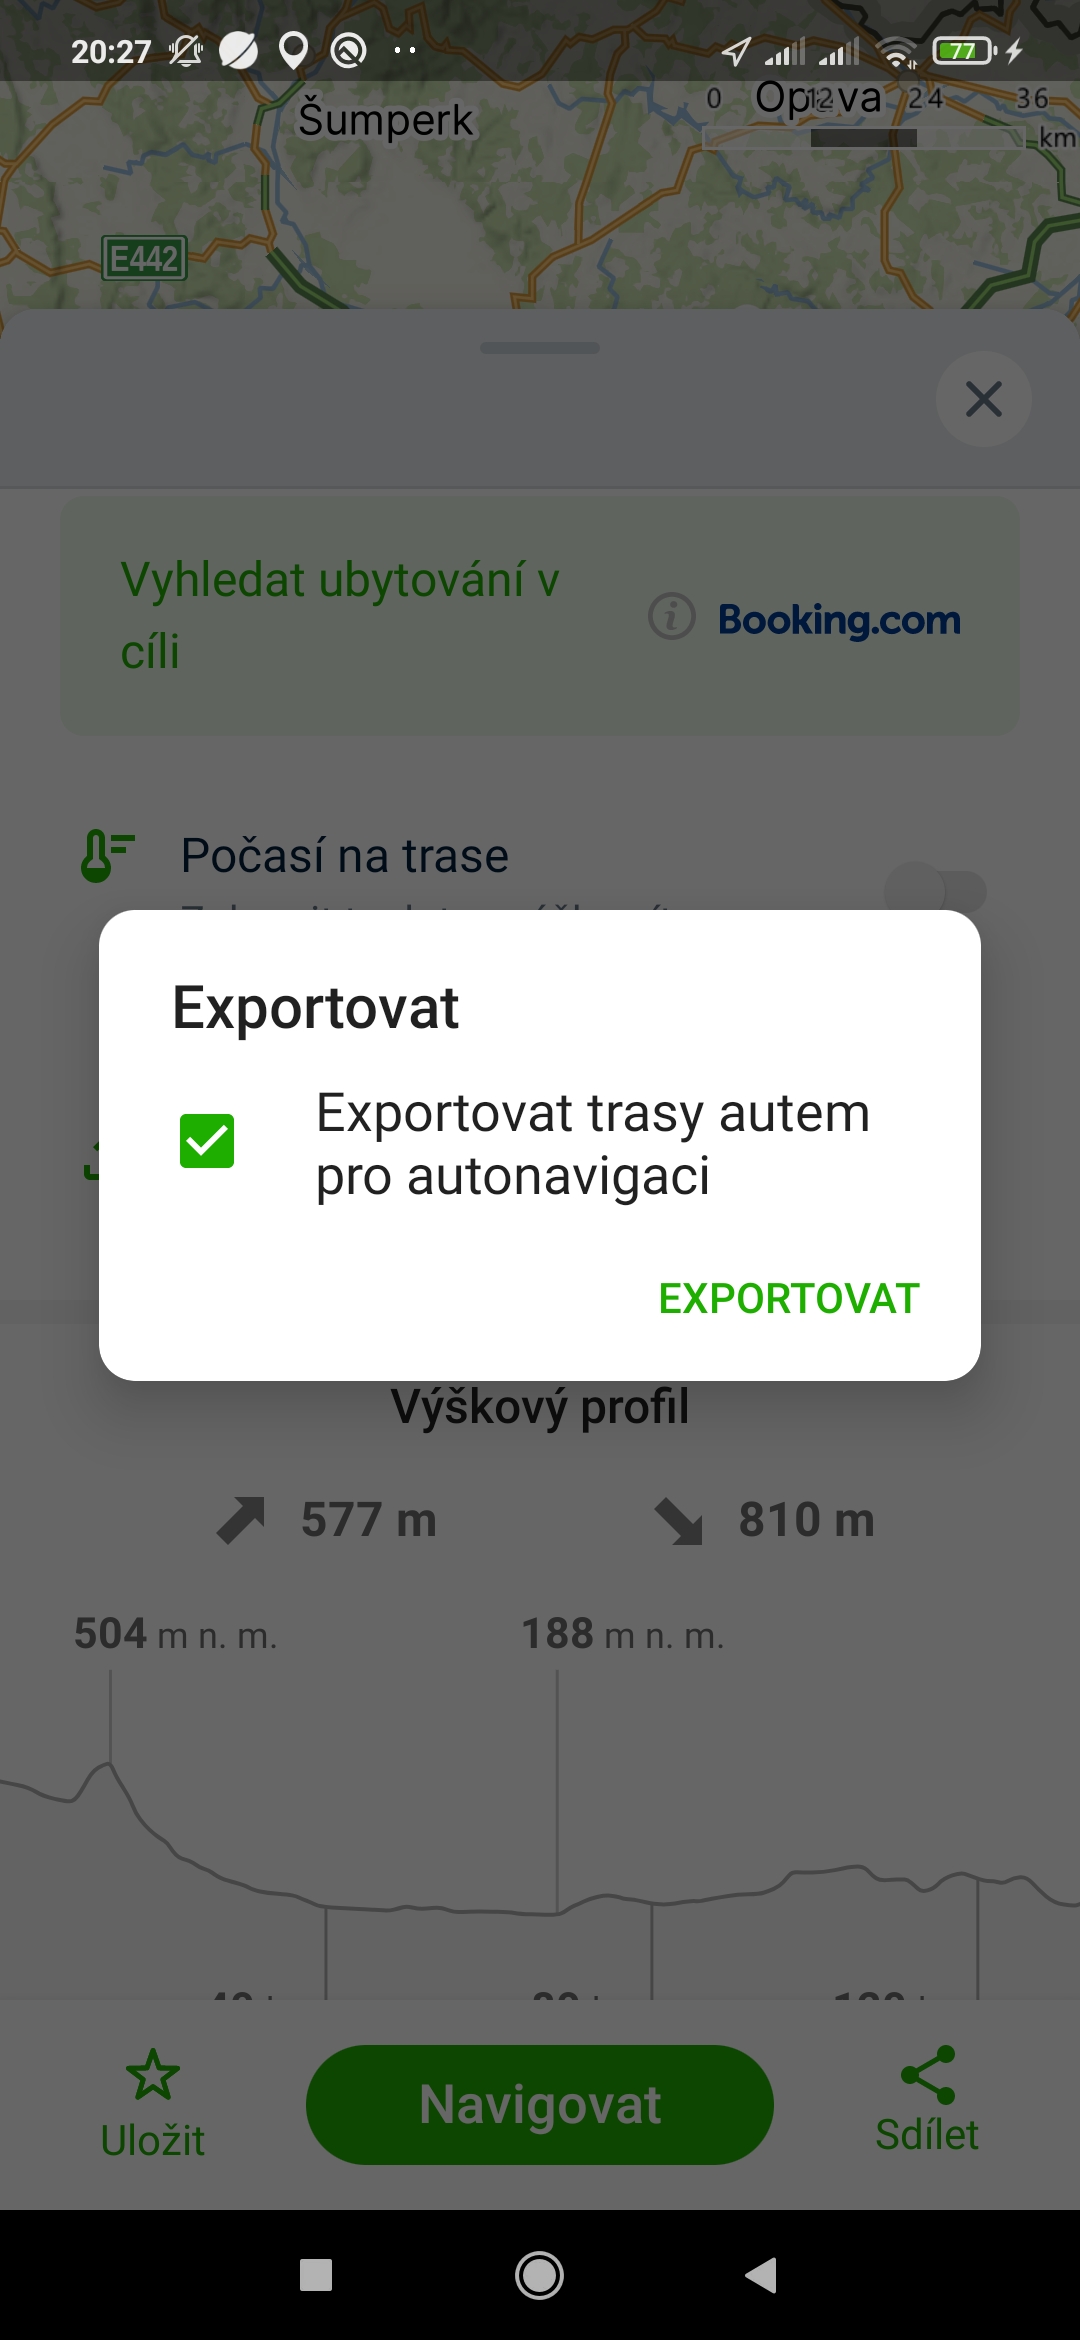 20:27
77
Šumperk
Opava
0 12 24 36
km
E442
Vyhledat ubytování v
cíli
i
Booking.com
Počasí na trase
Exportovat
Exportovat trasy autem
pro autonavigaci
EXPORTOVAT
Výškový profil
577 m
810 m
504 m n. m.
188 m n. m.
Uložit
Navigovat
Sdílet